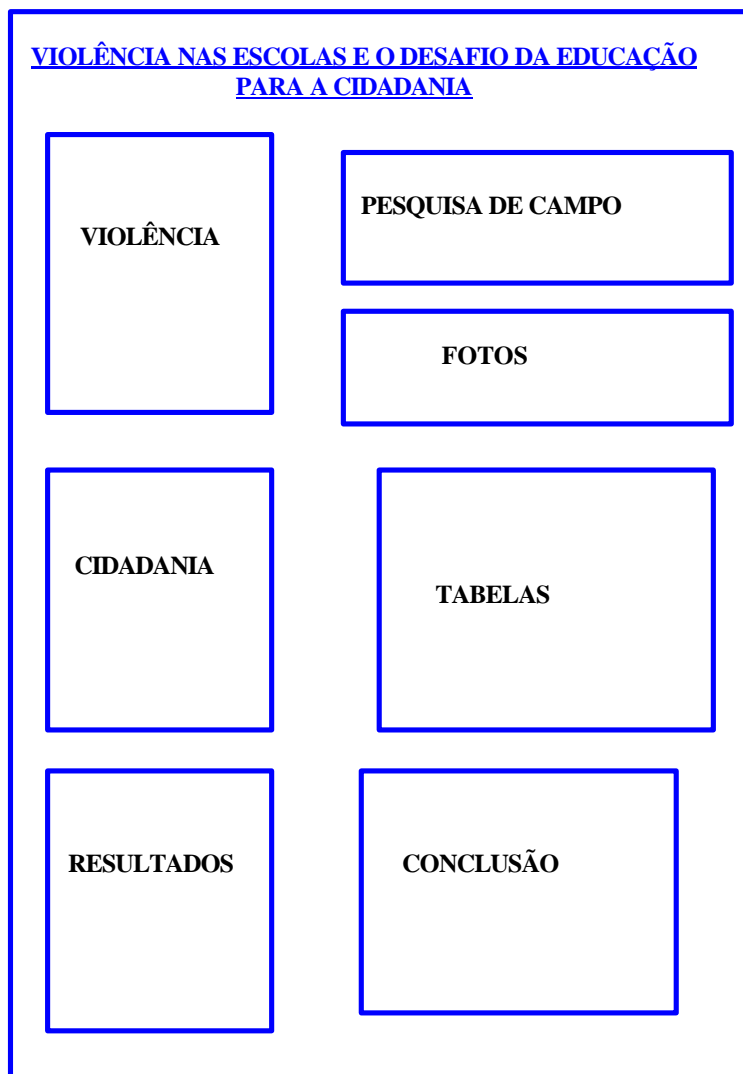 VIOLÊNCIA NAS ESCOLAS E O DESAFIO DA EDUCAÇÃO
PARA A CIDADANIA
VIOLÊNCIA
PESQUISA DE CAMPO
FOTOS
CIDADANIA
TABELAS
RESULTADOS
CONCLUSÃO